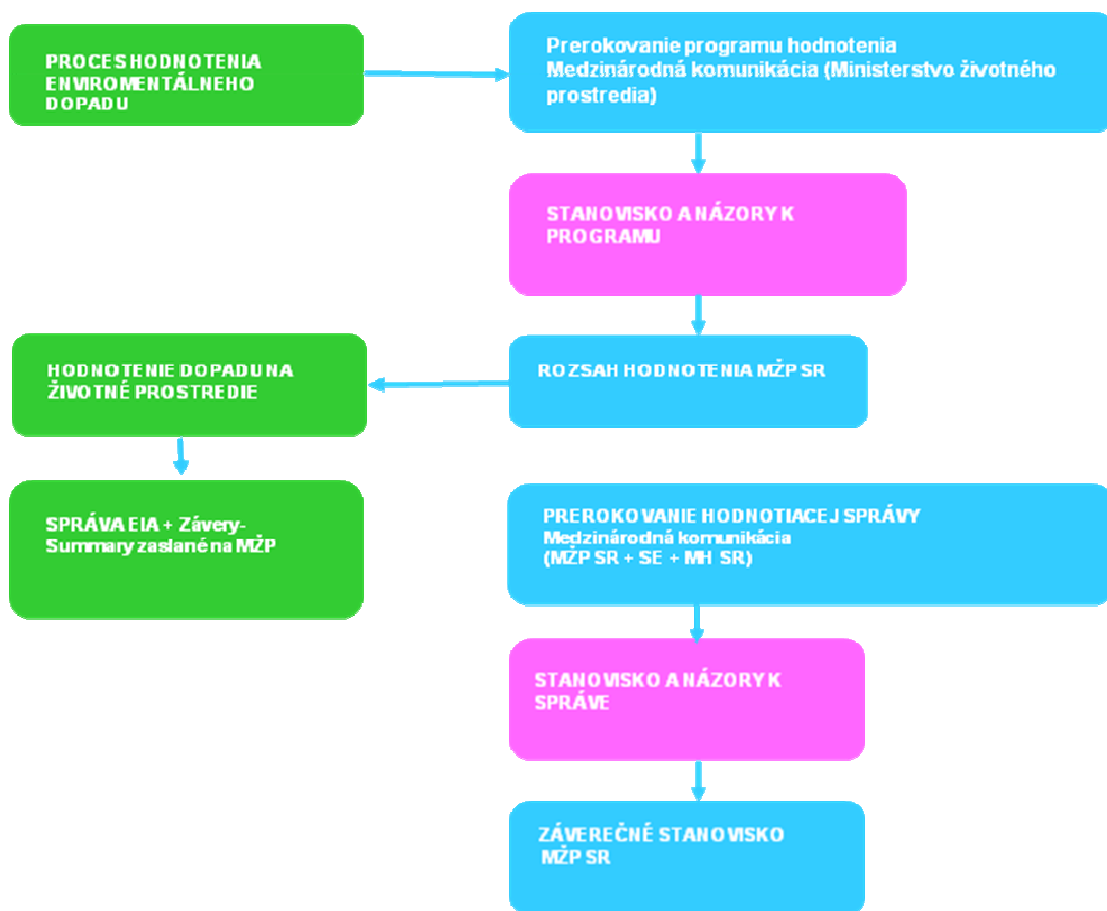 PROCES HODNOTENIA
ENVIROMENTÁLNEHO
DOPADU
Prerokovanie programu hodnotenia
Medzinárodná komunikácia (Ministerstvo životného
prostredia)
STANOVISKO A NÁZORY K
PROGRAMU
ROZSAH HODNOTENIA MŽP SR
HODNOTENIE DOPADU NA
ŽIVOTNÉ PROSTREDIE
SPRÁVA EIA + Závery-
Summary zaslané na MŽP
PREROKOVANIE HODNOTIACEJ SPRÁVY
Medzinárodná komunikácia
(MŽP SR + SE + MH SR)
STANOVISKO A NÁZORY K
SPRÁVE
ZÁVEREČNÉ STANOVISKO
MŽP SR